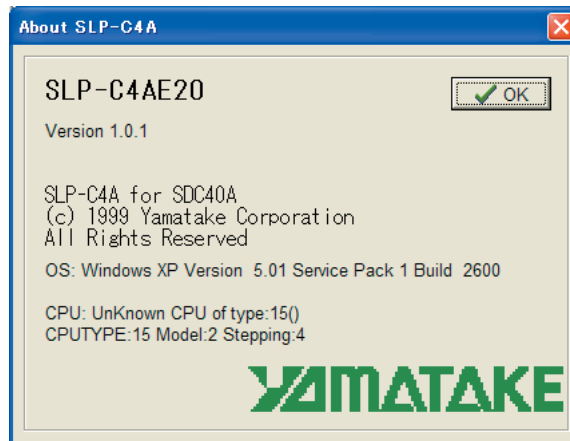 About SLP-C4A
SLP-C4AE20
OK
Version 1.0.1
SLP-C4A for SDC40A
(c) 1999 Yamatake Corporation
All Rights Reserved
OS: Windows XP Version 5.01 Service Pack 1 Build 2600
CPU: UnKnown CPU of type:15()
CPUTYPE:15 Model:2 Stepping:4
YAMATAKE